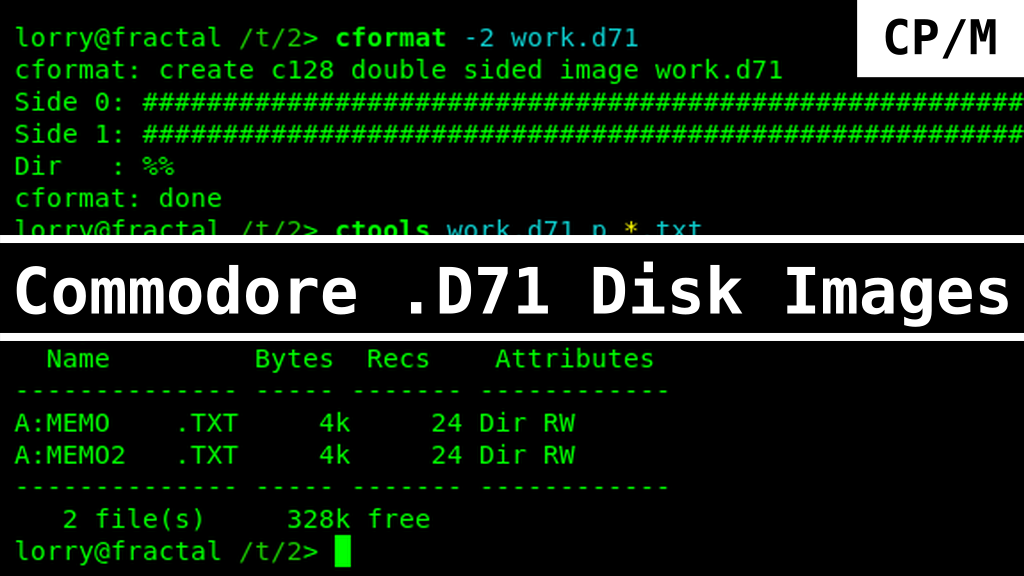 lorry@fractal /t/2> cformat -2 work.d71
CP/M
cformat: create c128 double sided image work.d71
Side 0: #######################################################
Side 1: #######################################################
Dir   : %%
cformat: done
lorry@fractal /t/2> ctools work.d71 p *.txt
Commodore .D71 Disk Images
  Name         Bytes  Recs    Attributes
-------------- ----- ------- ------------
A:MEMO    .TXT     4k     24 Dir RW
A:MEMO2   .TXT     4k     24 Dir RW
-------------- ----- ------- ------------
   2 file(s)     328k free
lorry@fractal /t/2>